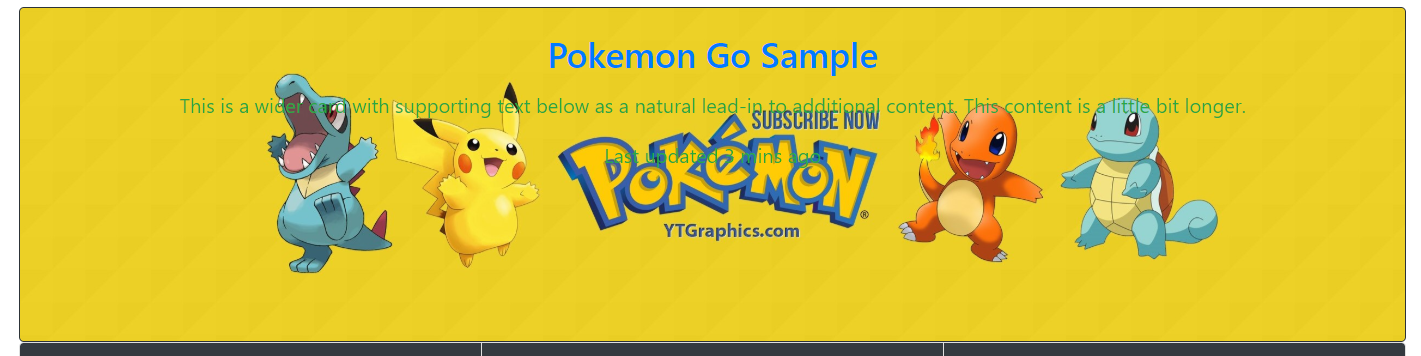 Pokemon Go Sample
This is a wider card with supporting text below as a natural lead-in to additional content. This content is a little bit longer.
SUBSCRIBE NOW
Last updated 3 mins ago
POKéMON
®
YTGraphics.com